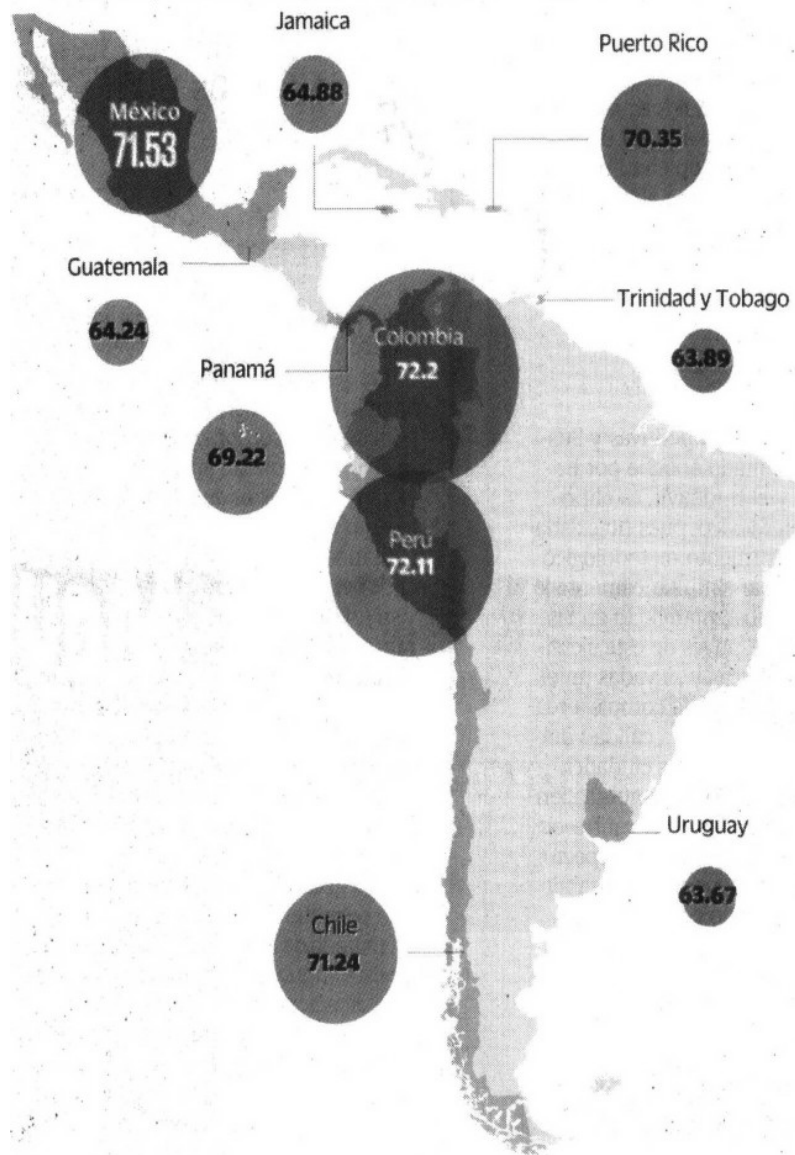 Jamaica
64.88
Puerto Rico
70.35
México
71.53
Guatemala
64.24
Panamá
69.22
Colombia
72.2
Trinidad y Tobago
63.89
Perú
72.11
Uruguay
63.67
Chile
71.24